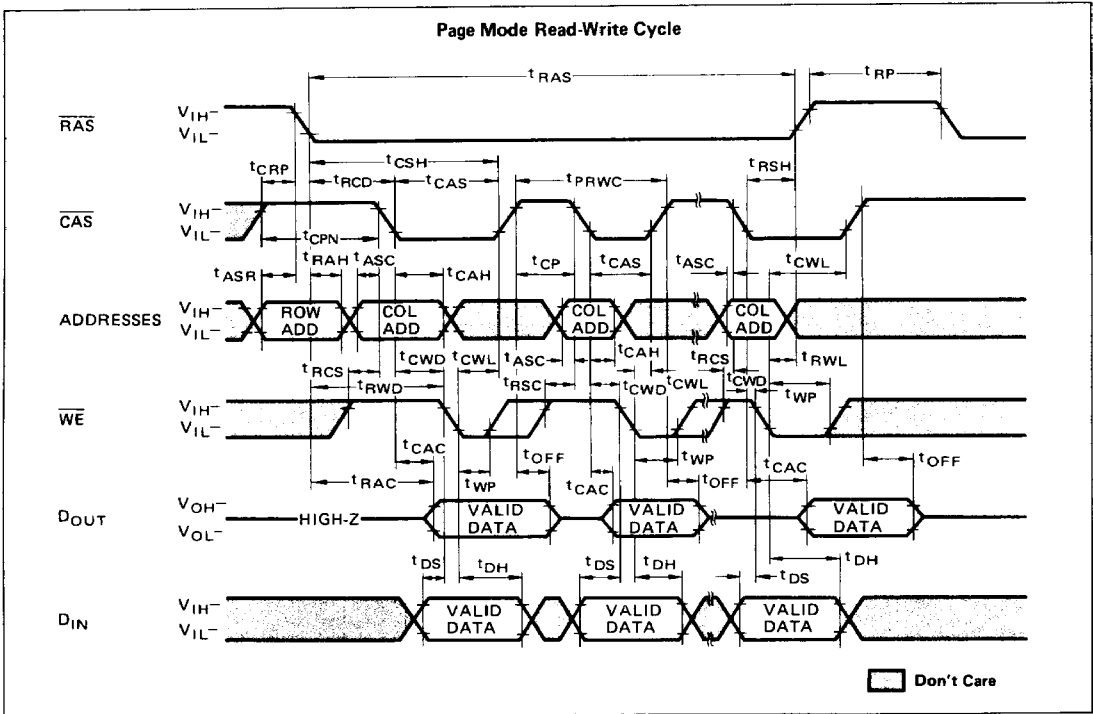 Page Mode Read-Write Cycle
tRAS
tRP
RAS
VIH-
VIL-
tCRP
tCSH
tRCD
tCAS
tPRWC
tRSH
CAS
VIH-
VIL-
tCPN
tASR
tRAH
tASC
tCAH
tCP
tCAS
tASC
tCWL
ADDRESSES
VIH-
VIL-
ROW ADD
COL ADD
COL ADD
COL ADD
tRCS
tCWD
tCWL
tASC
tCAH
tRCS
tRWL
tRWD
tRSC
tCWD
tCWL
tCWD
tWP
WE
VIH-
VIL-
tCAC
tWP
tOFF
tWP
tCAC
tOFF
tRAC
tCAC
tOFF
DOUT
VOH-
VOL-
HIGH-Z
VALID DATA
VALID DATA
VALID DATA
tDS
tDH
tDS
tDH
tDS
tDH
DIN
VIH-
VIL-
VALID DATA
VALID DATA
VALID DATA
Don't Care